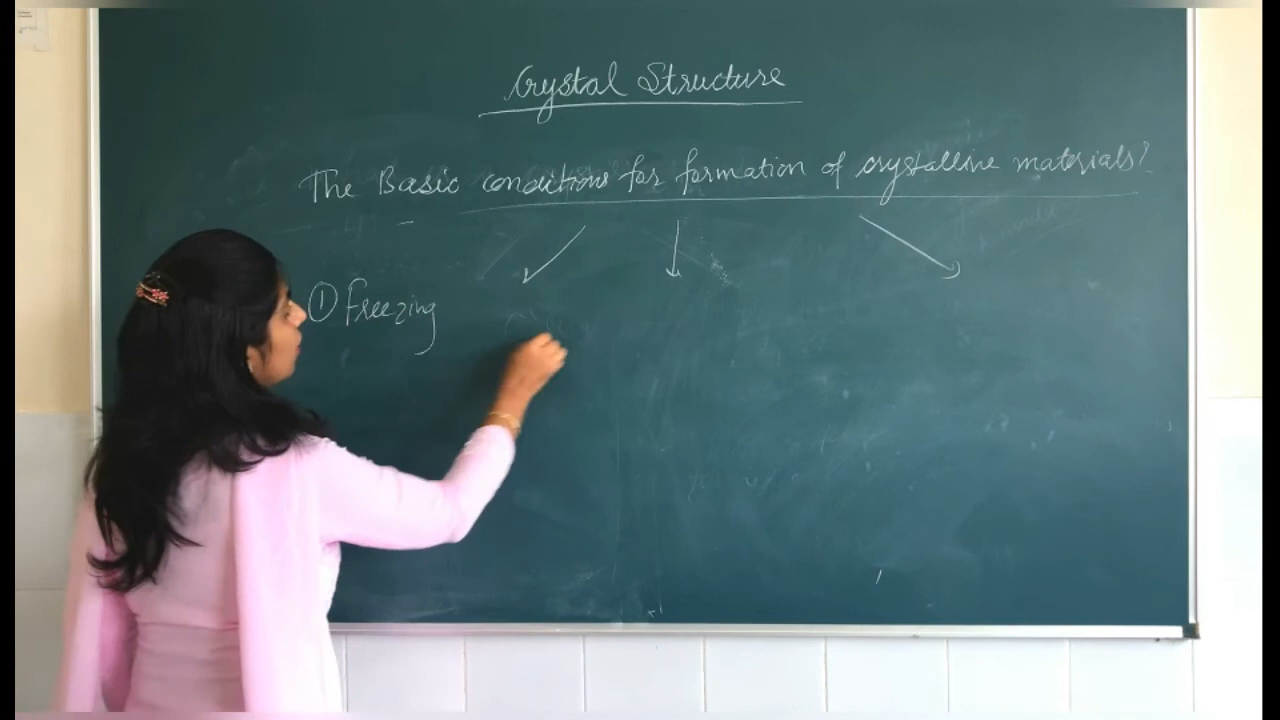 Crystal Structure
The Basic conditions for formation of crystalline materials?
① Freezing